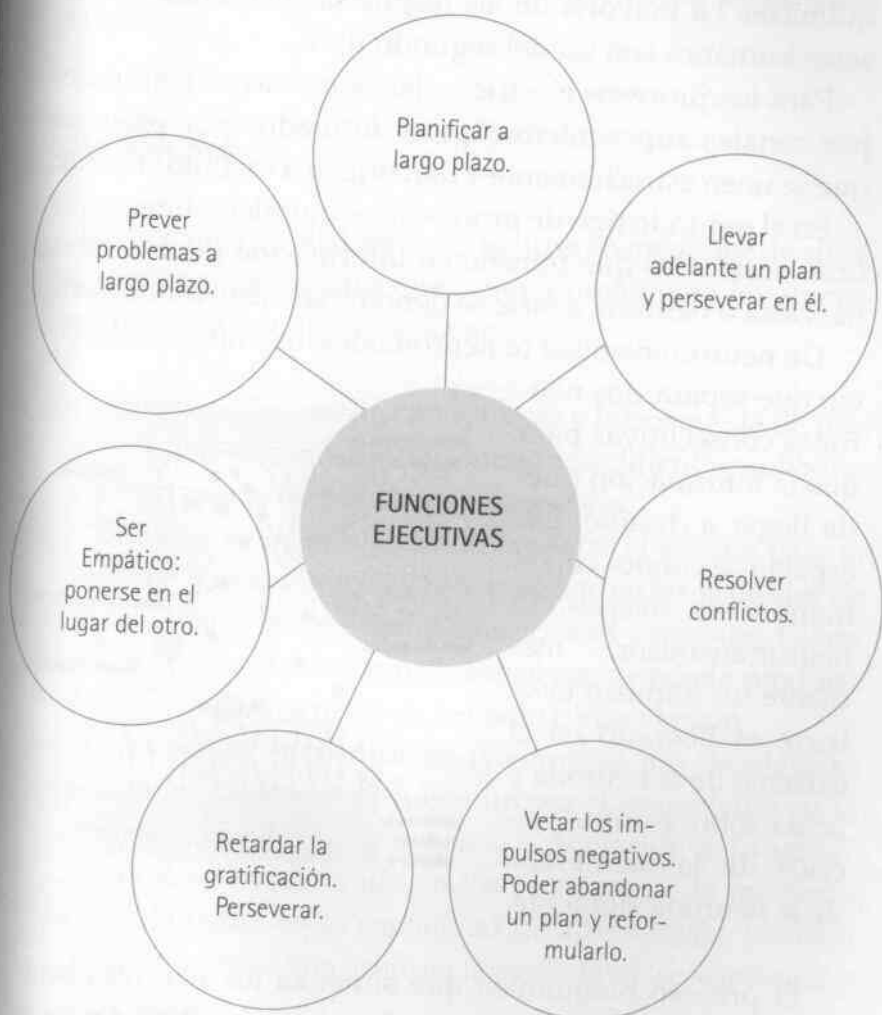 Planificar a
largo plazo.
Llevar
adelante un plan
y perseverar en él.
Resolver
conflictos.
Vetar los im-
pulsos negativos.
Poder abandonar
un plan y refor-
mularlo.
Retardar la
gratificación.
Perseverar.
Ser
Empático:
ponerse en el
lugar del otro.
Prever
problemas a
largo plazo.
FUNCIONES
EJECUTIVAS